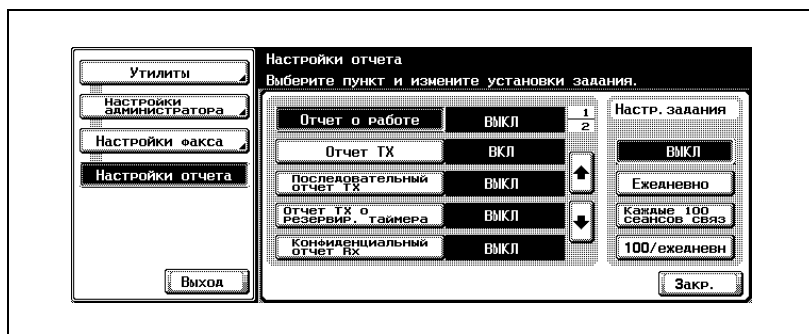 Утилиты
Настройки
администратора
Настройки факса
Настройки отчета
Выход
Настройки отчета
Выберите пункт и измените установки задания.
Отчет о работе ВЫКЛ
Отчет TX ВКЛ
Последовательный
отчет TX ВЫКЛ
Отчет TX о
резервир. таймера ВЫКЛ
Конфиденциальный
отчет Rx ВЫКЛ
1
2
Настр. задания
ВЫКЛ
Ежедневно
Каждые 100
сеансов связ
100/ежедневн
Закр.